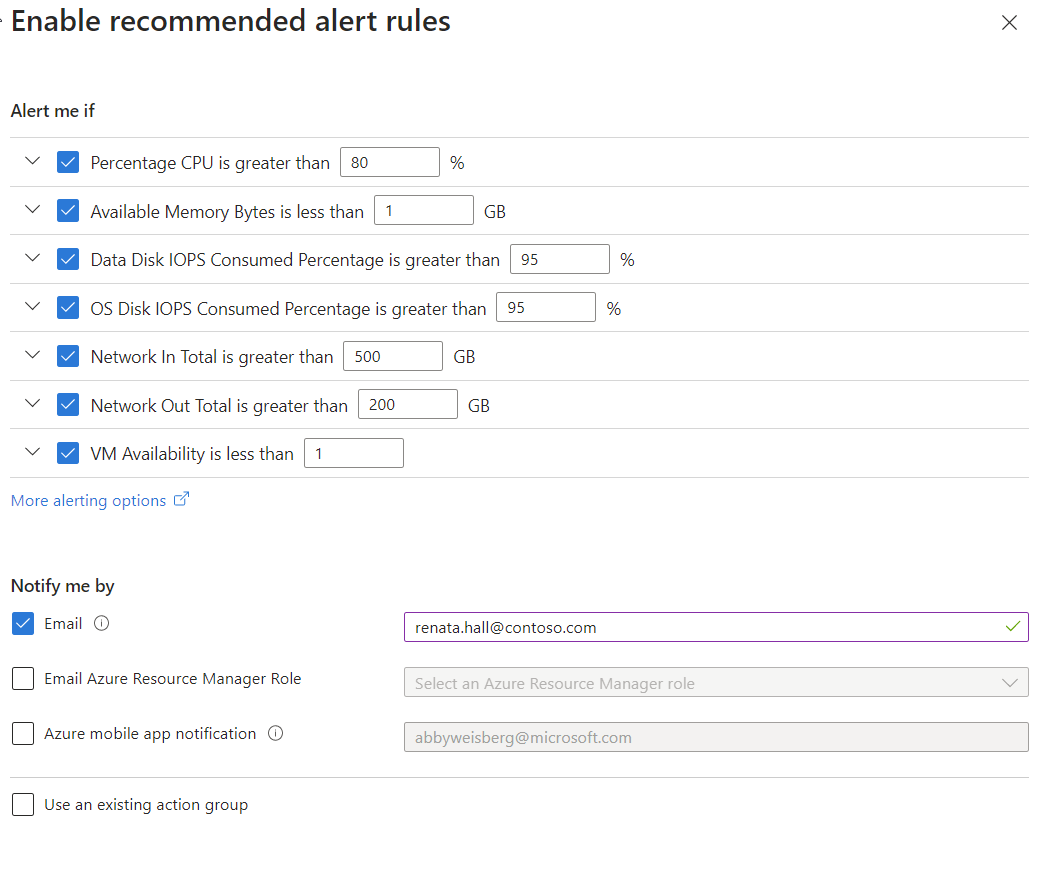 Enable recommended alert rules
Alert me if
Percentage CPU is greater than 80 %
Available Memory Bytes is less than 1 GB
Data Disk IOPS Consumed Percentage is greater than 95 %
OS Disk IOPS Consumed Percentage is greater than 95 %
Network In Total is greater than 500 GB
Network Out Total is greater than 200 GB
VM Availability is less than 1
More alerting options
Notify me by
Email renata.hall@contoso.com
Email Azure Resource Manager Role Select an Azure Resource Manager role
Azure mobile app notification abbyweisberg@microsoft.com
Use an existing action group